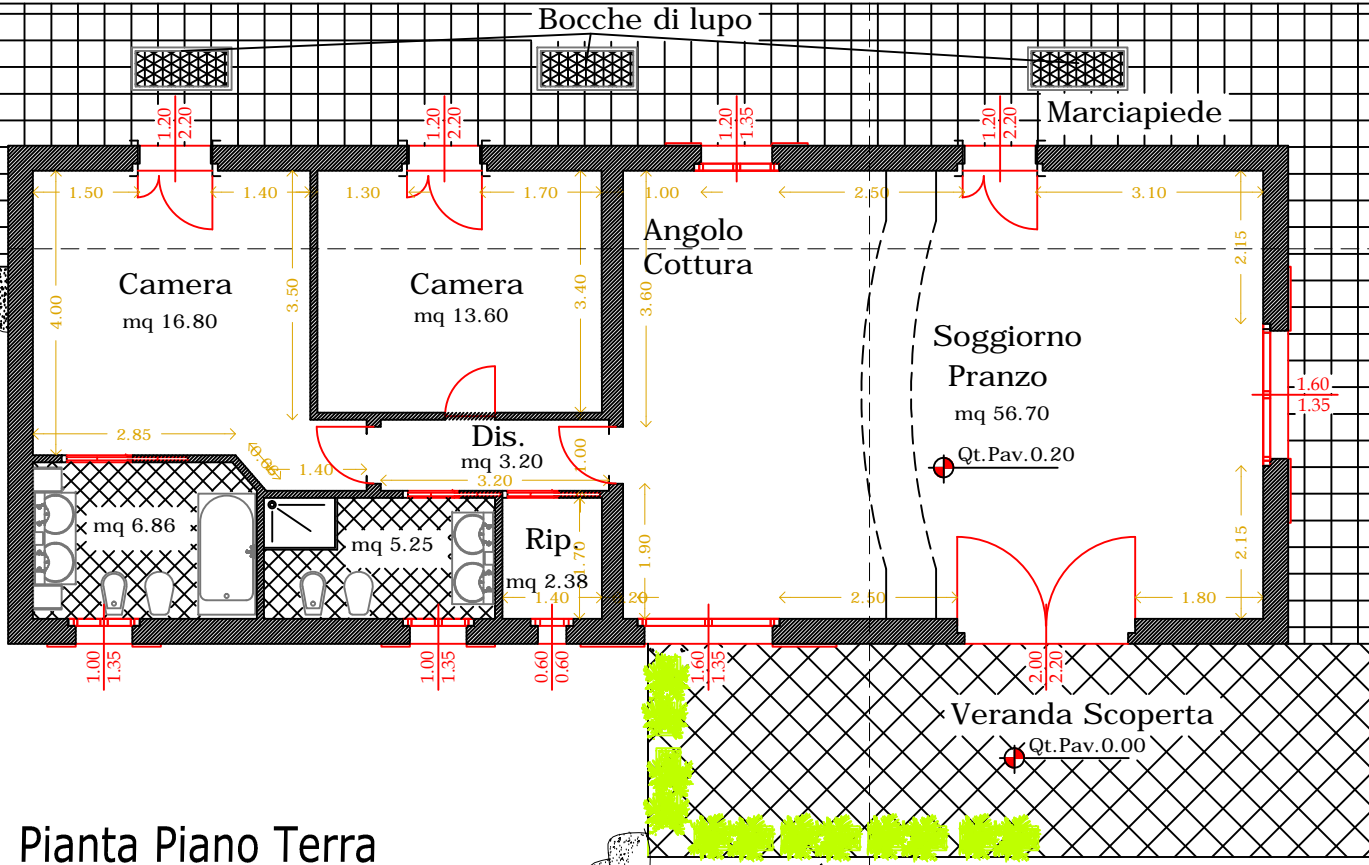 Bocche di lupo
Marciapiede
1.20
2.20
1.20
2.20
1.20
1.35
1.20
2.20
1.50
1.40
1.30
1.70
1.00
2.50
3.10
Angolo
Cottura
2.15
Camera
mq 16.80
Camera
mq 13.60
4.00
3.50
3.40
3.60
Soggiorno
Pranzo
mq 56.70
1.60
1.35
Qt.Pav.0.20
2.85
0.66
1.40
Dis.
mq 3.20
3.20
1.00
mq 6.86
mq 5.25
Rip.
mq 2.38
1.70
1.40
1.90
.20
2.50
2.15
1.80
1.00
1.35
1.00
1.35
0.60
0.60
1.60
1.35
2.00
2.20
Veranda Scoperta
Qt.Pav.0.00
Pianta Piano Terra